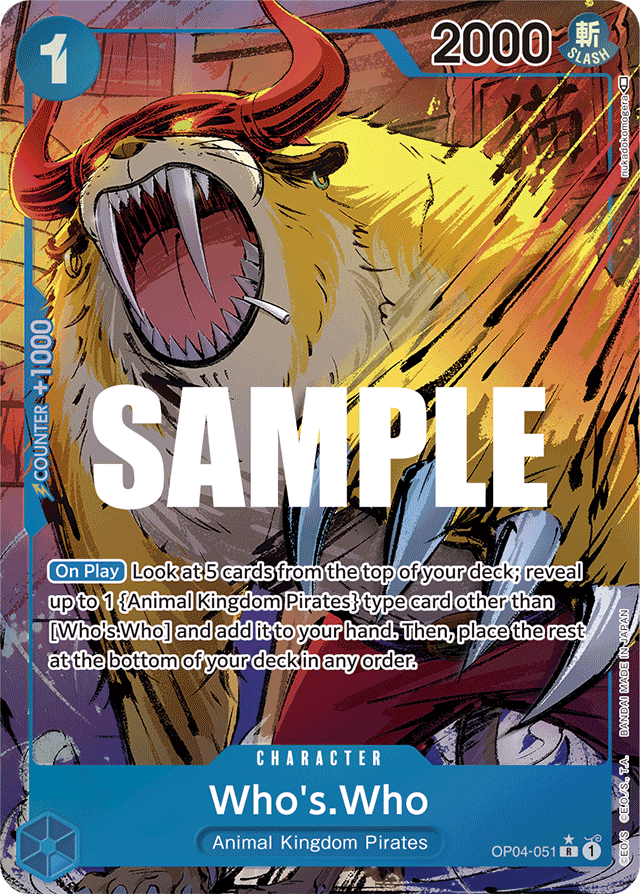 1
2000
斬
SLASH
nukadokomogera
猫
COUNTER +1000
SAMPLE
On Play Look at 5 cards from the top of your deck; reveal
up to 1 {Animal Kingdom Pirates} type card other than
[Who's.Who] and add it to your hand. Then, place the rest
at the bottom of your deck in any order.
©E.O/S ©E.O./S., T.A. BANDAI MADE IN JAPAN
CHARACTER
Who's.Who
Animal Kingdom Pirates
OP04-051 R 1